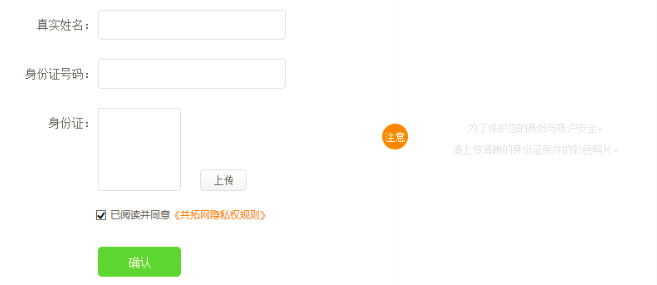 真实姓名：
身份证号码：
身份证：
上传
已阅读并同意《共拓网隐私权规则》
确认
注意
为了保护您的身份与账户安全，
请上传清晰的身份证原件的彩色照片。